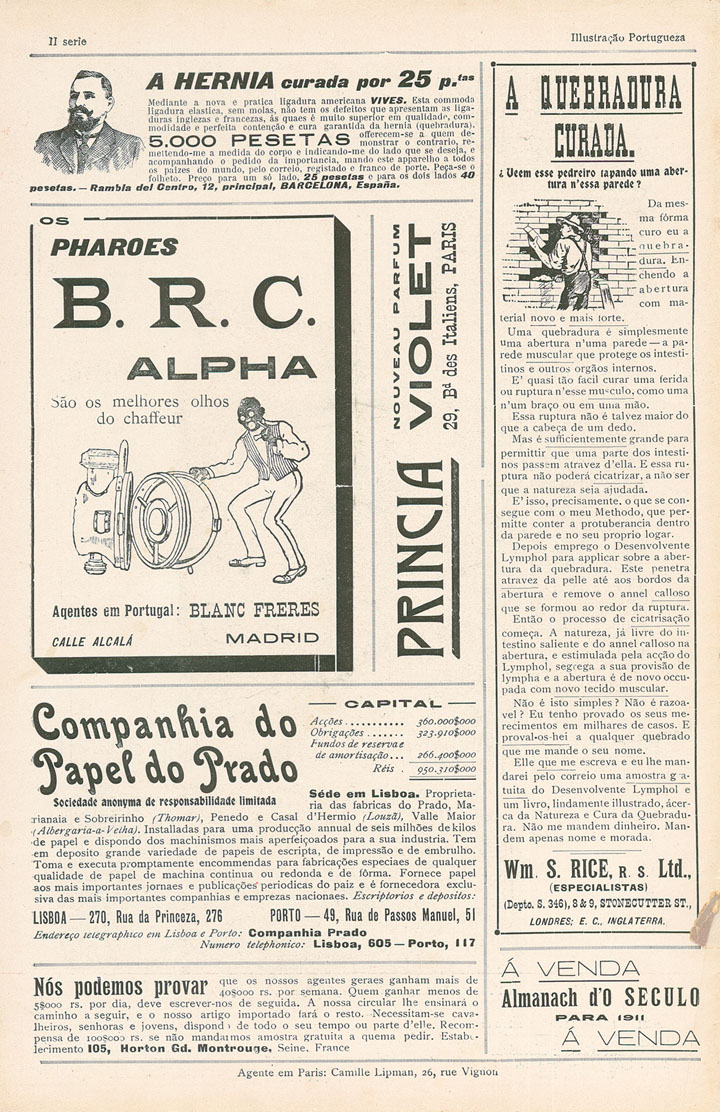 II serie
Illustração Portugueza
A HERNIA curada por 25 p.tas
Mediante a nova e pratica ligadura americana VIVES. Esta commoda
ligadura elastica, sem molas, não tem os defeitos que apresentam as liga-
duras inglezas e francezas, ás quaes é muito superior em qualidade, com-
modidade e perfeita contenção e cura garantida da hernia (quebradura).
5.000 PESETAS offerecem-se a quem de-
monstrar o contrario, re-
mettendo-me a medida do corpo e indicando-me do lado que se deseja, e
acompanhando o pedido da importancia, mando este apparelho a todos
os paizes do mundo, pelo correio, registado e franco de porte. Peça-se o
folheto. Preço para um só lado, 25 pesetas e para os dois lados 40
pesetas. — Rambla del Centro, 12, principal, BARCELONA, España.
OS
PHAROES
B. R. C.
ALPHA
São os melhores olhos
do chaffeur
Agentes em Portugal: BLANC FRERES
CALLE ALCALÁ
MADRID
NOUVEAU PARFUM
VIOLET
29, Bd des Italiens, PARIS
PRINCIA
Companhia do
Papel do Prado
Sociedade anonyma de responsabilidade limitada
CAPITAL
Acções .......... 360.000$000
Obrigações ....... 323.910$000
Fundos de reserva e
de amortisação... 266.400$000
Réis . 950.310$000
Séde em Lisboa. Proprieta-
ria das fabricas do Prado, Ma-
rianaia e Sobreirinho (Thomar), Penedo e Casal d'Hermio (Louzã), Valle Maior
(Albergaria-a-Velha). Installadas para uma producção annual de seis milhões de kilos
de papel e dispondo dos machinismos mais aperfeiçoados para a sua industria. Tem
em deposito grande variedade de papeis de escripta, de impressão e de embrulho.
Toma e executa promptamente encommendas para fabricações especiaes de qualquer
qualidade de papel de machina continua ou redonda e de fôrma. Fornece papel
aos mais importantes jornaes e publicações periodicas do paiz e é fornecedora exclu-
siva das mais importantes companhias e emprezas nacionaes. Escriptorios e depositos:
LISBOA — 270, Rua da Princeza, 276
PORTO — 49, Rua de Passos Manuel, 51
Endereço telegraphico em Lisboa e Porto: Companhia Prado
Numero telephonico: Lisboa, 605 — Porto, 117
Nós podemos provar que os nossos agentes geraes ganham mais de
40$000 rs. por semana. Quem ganhar menos de
5$000 rs. por dia, deve escrever-nos de seguida. A nossa circular lhe ensinará o
caminho a seguir, e o nosso artigo importado fará o resto. Necessitam-se cava-
lheiros, senhoras e jovens, dispondo de todo o seu tempo ou parte d'elle. Recom-
pensa de 100$000 rs. se não mandarmos amostra gratuita a quem pedir. Estabe-
lecimento 105, Horton Gd. Montrouge, Seine, France
A QUEBRADURA
CURADA.
¿ Vêem esse pedreiro tapando uma aber-
tura n'essa parede ?
Da mes-
ma fórma
curo eu a
quebra-
dura. En-
chendo a
abertura
com ma-
terial novo e mais forte.
Uma quebradura é simplesmente
uma abertura n'uma parede — a pa-
rede muscular que protege os intesti-
tinos e outros orgãos internos.
E' quasi tão facil curar uma ferida
ou ruptura n'esse musculo, como uma
n'um braço ou em uma mão.
Essa ruptura não é talvez maior do
que a cabeça de um dedo.
Mas é sufficientemente grande para
permittir que uma parte dos intesti-
nos passem atravez d'ella. E essa ru-
ptura não poderá cicatrizar, a não ser
que a natureza seja ajudada.
E' isso, precisamente, o que se con-
segue com o meu Methodo, que per-
mitte conter a protuberancia dentro
da parede e no seu proprio logar.
Depois emprego o Desenvolvente
Lymphol para applicar sobre a aber-
tura da quebradura. Este penetra
atravez da pelle até aos bordos da
abertura e remove o annel calloso
que se formou ao redor da ruptura.
Então o processo de cicatrisação
começa. A natureza, já livre do in-
testino saliente e do annel calloso na
abertura, e estimulada pela acção do
Lymphol, segrega a sua provisão de
lympha e a abertura é de novo occu-
pada com novo tecido muscular.
Não é isto simples ? Não é razoa-
vel ? Eu tenho provado os seus me-
recimentos em milhares de casos. E
proval-os-hei a qualquer quebrado
que me mande o seu nome.
Elle que me escreva e eu lhe man-
darei pelo correio uma amostra gra-
tuita do Desenvolvente Lymphol e
um livro, lindamente illustrado, ácer-
ca da Natureza e Cura da Quebradu-
ra. Não me mandem dinheiro. Man-
dem apenas nome e morada.
Wm. S. RICE, R. S. Ltd.,
(ESPECIALISTAS)
(Depto. S. 346), 8 & 9, STONECUTTER ST.,
LONDRES; E. C., INGLATERRA.
Á VENDA
Almanach d'O SECULO
PARA 1911
Á VENDA
Agente em Paris: Camille Lipman, 26, rue Vignon